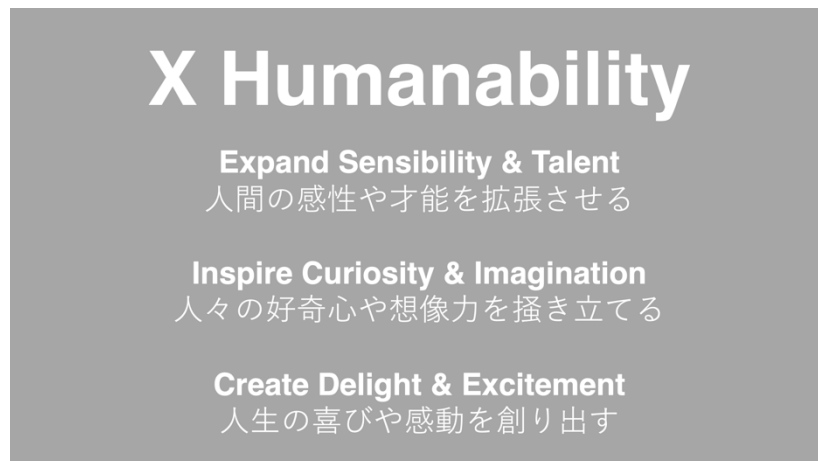 X Humanability
Expand Sensibility & Talent
人間の感性や才能を拡張させる
Inspire Curiosity & Imagination
人々の好奇心や想像力を掻き立てる
Create Delight & Excitement
人生の喜びや感動を創り出す